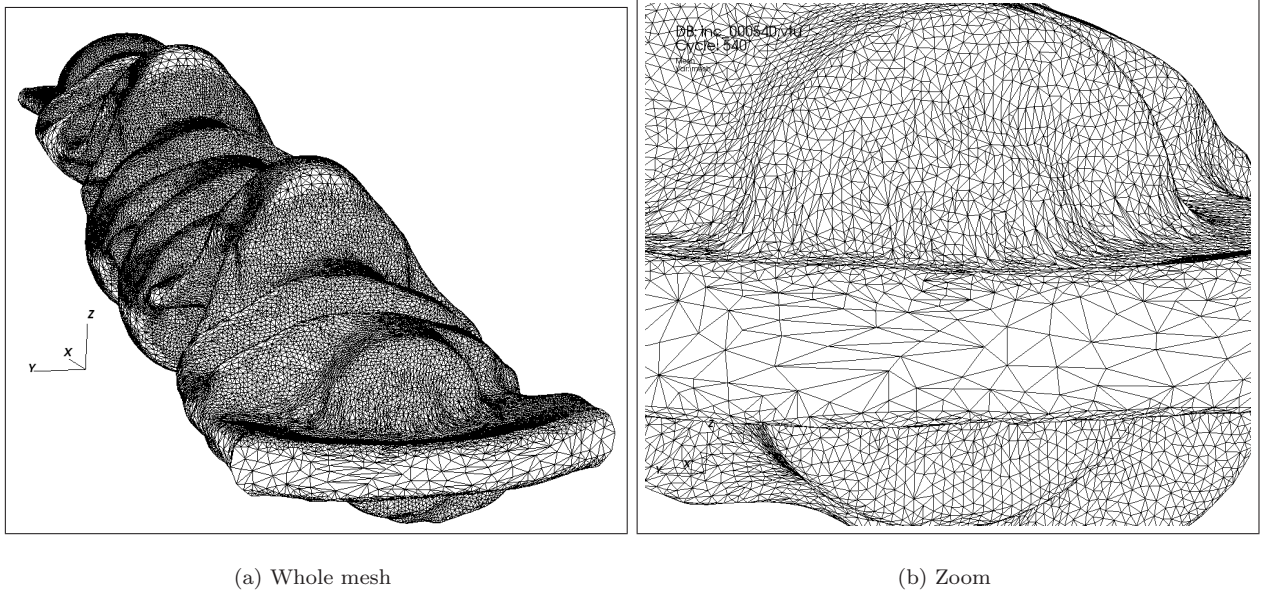 Z
X
Y
DB: inc_000540.vtu
Cycle: 540
Z
Y
X
(a) Whole mesh
(b) Zoom